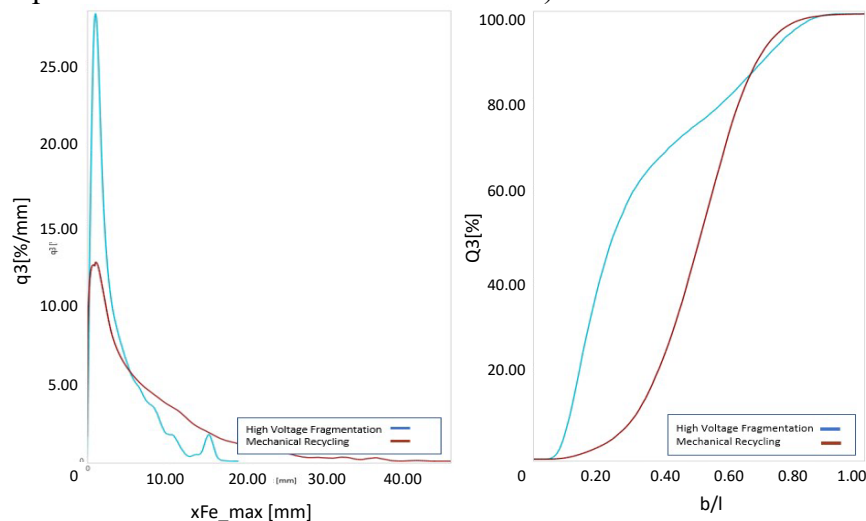 25.00
20.00
15.00
10.00
5.00
0
q3[%/mm]
High Voltage Fragmentation
Mechanical Recycling
0
10.00
20.00
[mm]
30.00
40.00
xFe_max [mm]
100.00
80.00
60.00
40.00
20.00
Q3[%]
High Voltage Fragmentation
Mechanical Recycling
0
0.20
0.40
0.60
0.80
1.00
b/l